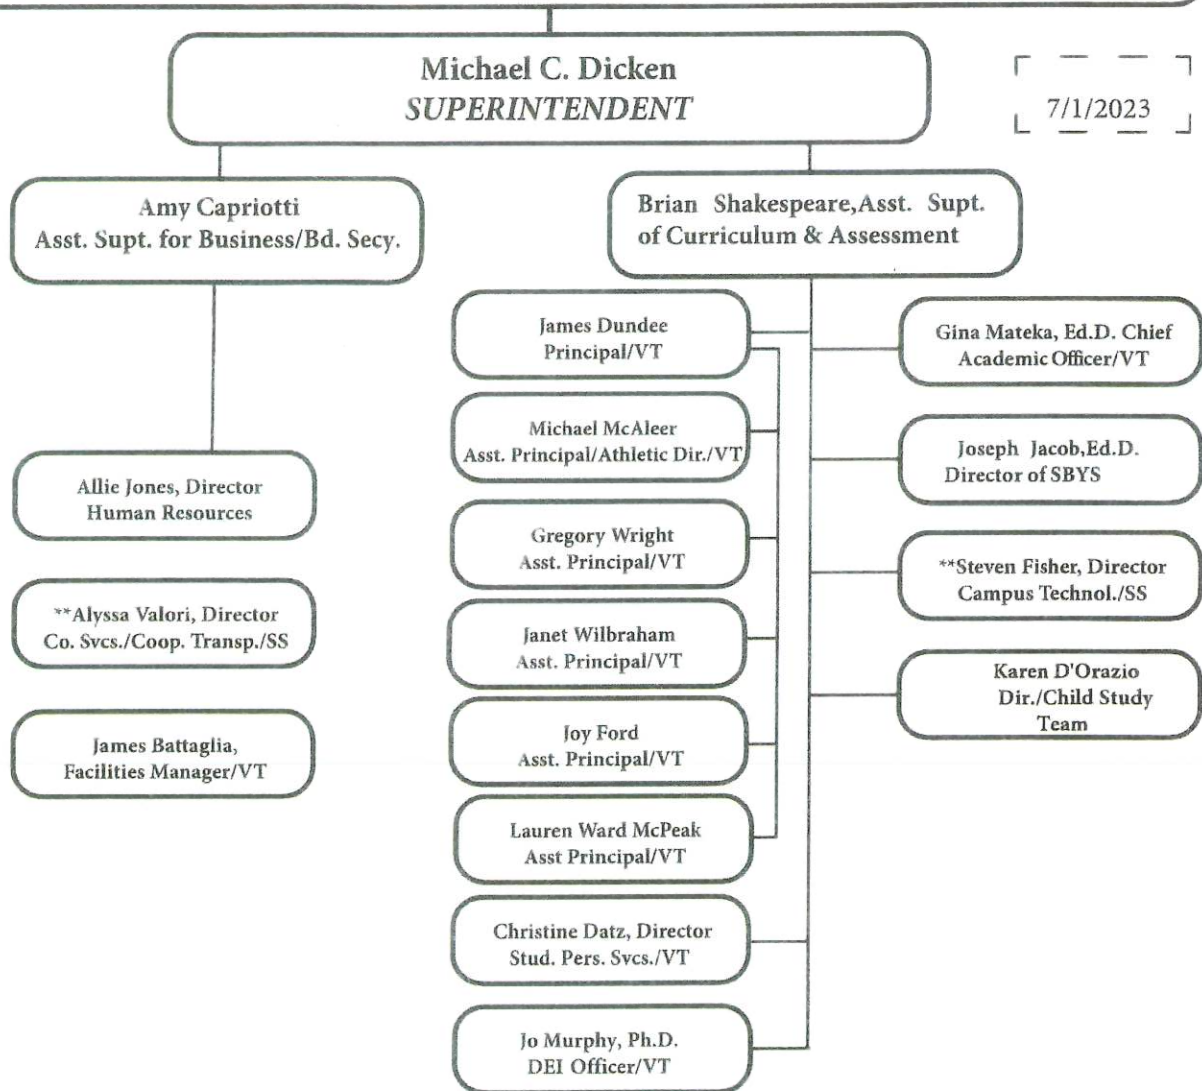 Michael C. Dicken
SUPERINTENDENT
7/1/2023
Amy Capriotti
Asst. Supt. for Business/Bd. Secy.
Brian Shakespeare,Asst. Supt.
of Curriculum & Assessment
Allie Jones, Director
Human Resources
**Alyssa Valori, Director
Co. Svcs./Coop. Transp./SS
James Battaglia,
Facilities Manager/VT
James Dundee
Principal/VT
Michael McAleer
Asst. Principal/Athletic Dir./VT
Gregory Wright
Asst. Principal/VT
Janet Wilbraham
Asst. Principal/VT
Joy Ford
Asst. Principal/VT
Lauren Ward McPeak
Asst Principal/VT
Christine Datz, Director
Stud. Pers. Svcs./VT
Jo Murphy, Ph.D.
DEI Officer/VT
Gina Mateka, Ed.D. Chief
Academic Officer/VT
Joseph Jacob,Ed.D.
Director of SBYS
**Steven Fisher, Director
Campus Technol./SS
Karen D'Orazio
Dir./Child Study
Team